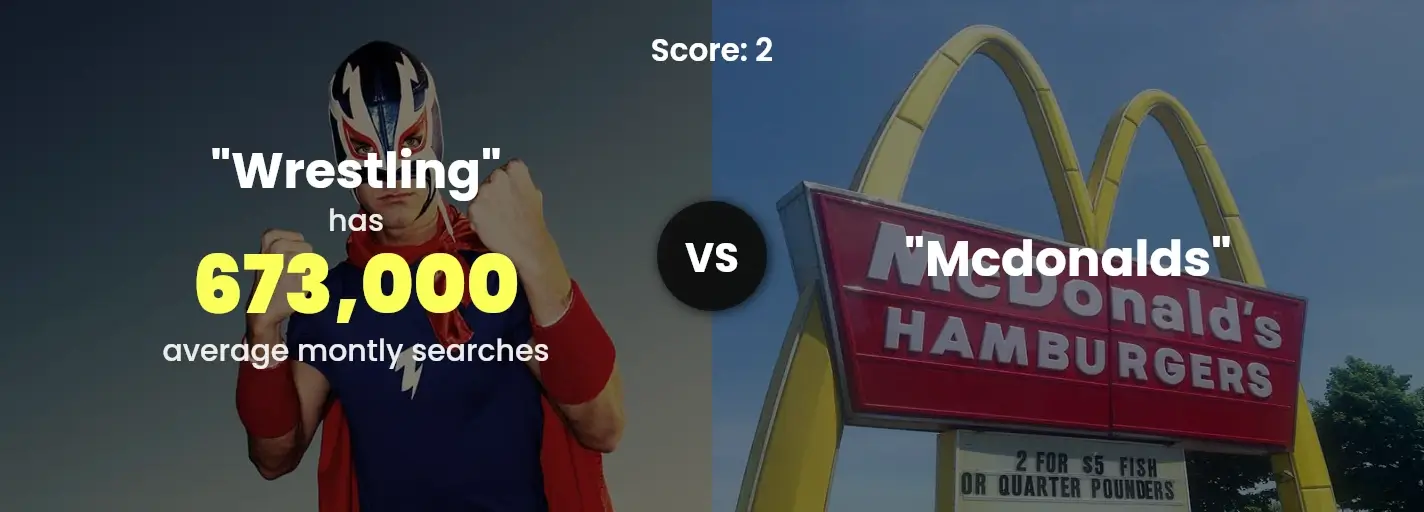 Score: 2
"Wrestling"
has
673,000
average montly searches
VS
"Mcdonalds"
McDonald's
HAMBURGERS
2 FOR $5 FISH
OR QUARTER POUNDERS